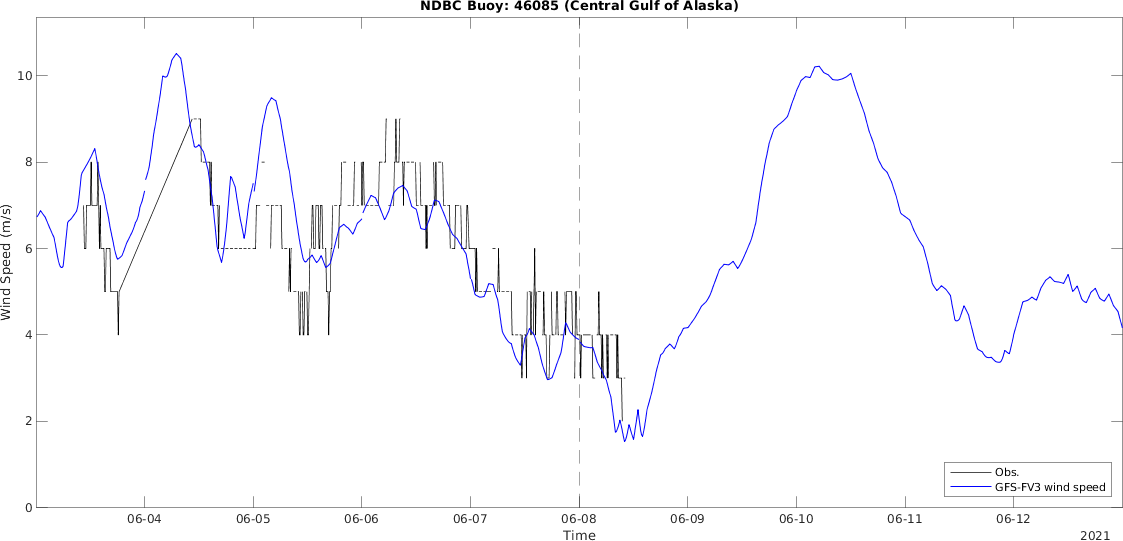 NDBC Buoy: 46085 (Central Gulf of Alaska)
10
8
6
4
2
0
Wind Speed (m/s)
Obs.
GFS-FV3 wind speed
06-04 06-05 06-06 06-07 06-08 06-09 06-10 06-11 06-12
Time
2021